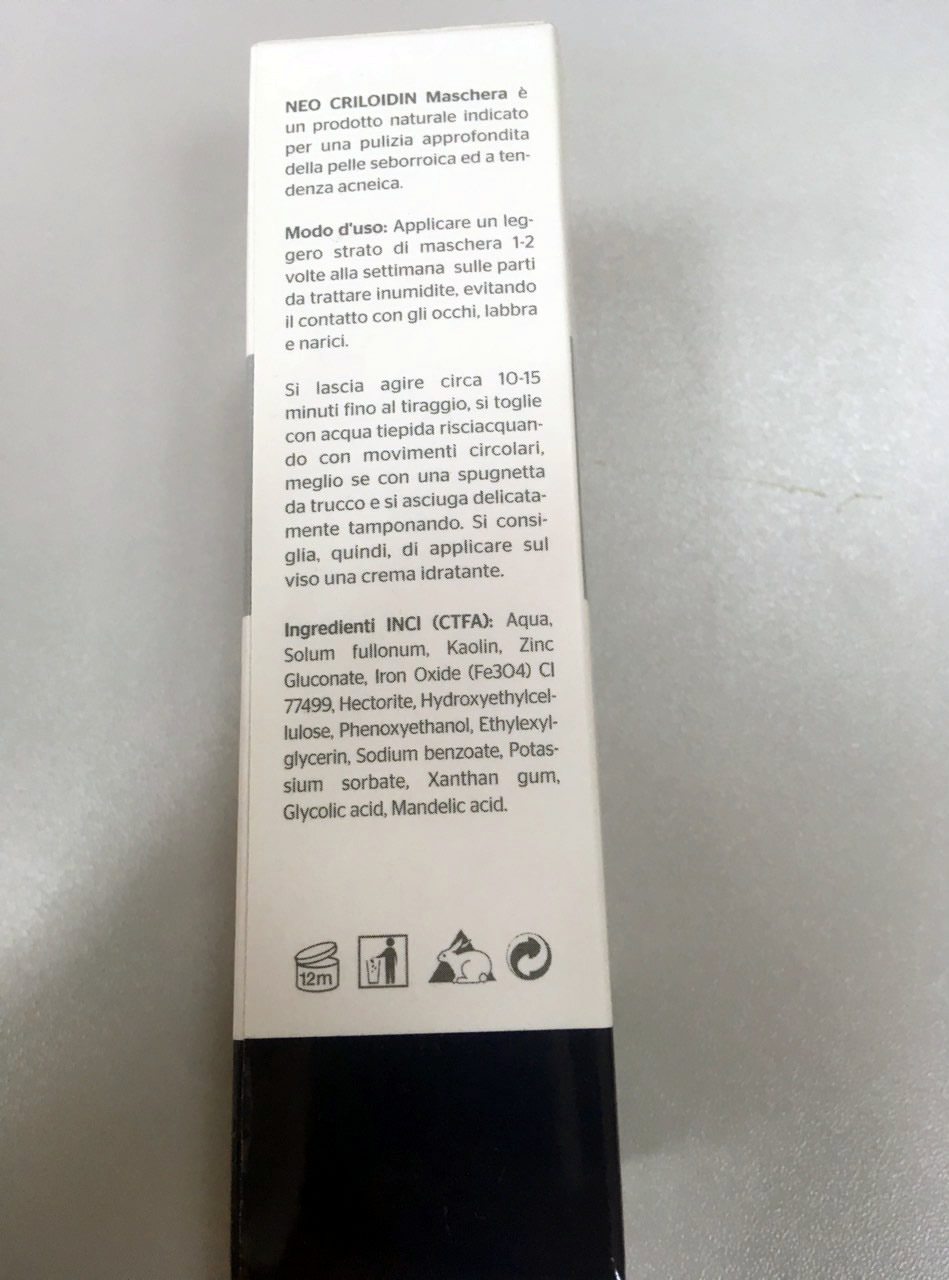 NEO CRILOIDIN Maschera è
un prodotto naturale indicato
per una pulizia approfondita
della pelle seborroica ed a ten-
denza acneica.
Modo d'uso: Applicare un leg-
gero strato di maschera 1-2
volte alla settimana sulle parti
da trattare inumidite, evitando
il contatto con gli occhi, labbra
e narici.
Si lascia agire circa 10-15
minuti fino al tiraggio, si toglie
con acqua tiepida risciacquan-
do con movimenti circolari,
meglio se con una spugnetta
da trucco e si asciuga delicata-
mente tamponando. Si consi-
glia, quindi, di applicare sul
viso una crema idratante.
Ingredienti INCI (CTFA): Aqua,
Solum fullonum, Kaolin, Zinc
Gluconate, Iron Oxide (Fe3O4) CI
77499, Hectorite, Hydroxyethylcel-
lulose, Phenoxyethanol, Ethylexyl-
glycerin, Sodium benzoate, Potas-
sium sorbate, Xanthan gum,
Glycolic acid, Mandelic acid.
12m